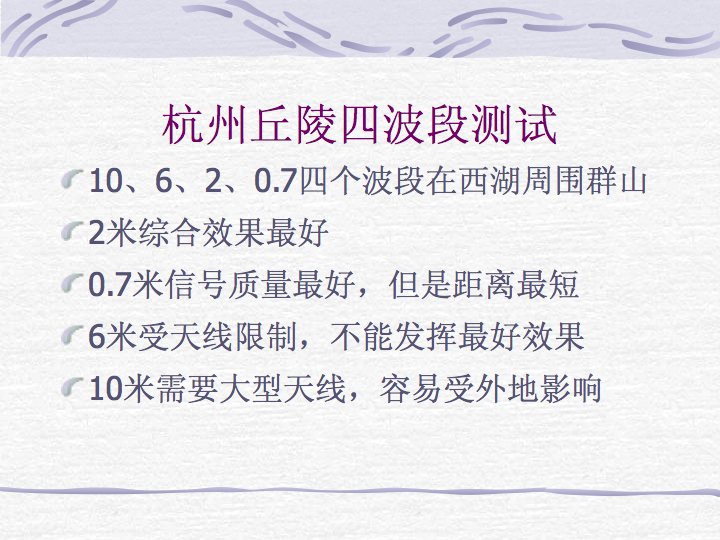 杭州丘陵四波段测试
10、6、2、0.7四个波段在西湖周围群山
2米综合效果最好
0.7米信号质量最好，但是距离最短
6米受天线限制，不能发挥最好效果
10米需要大型天线，容易受外地影响